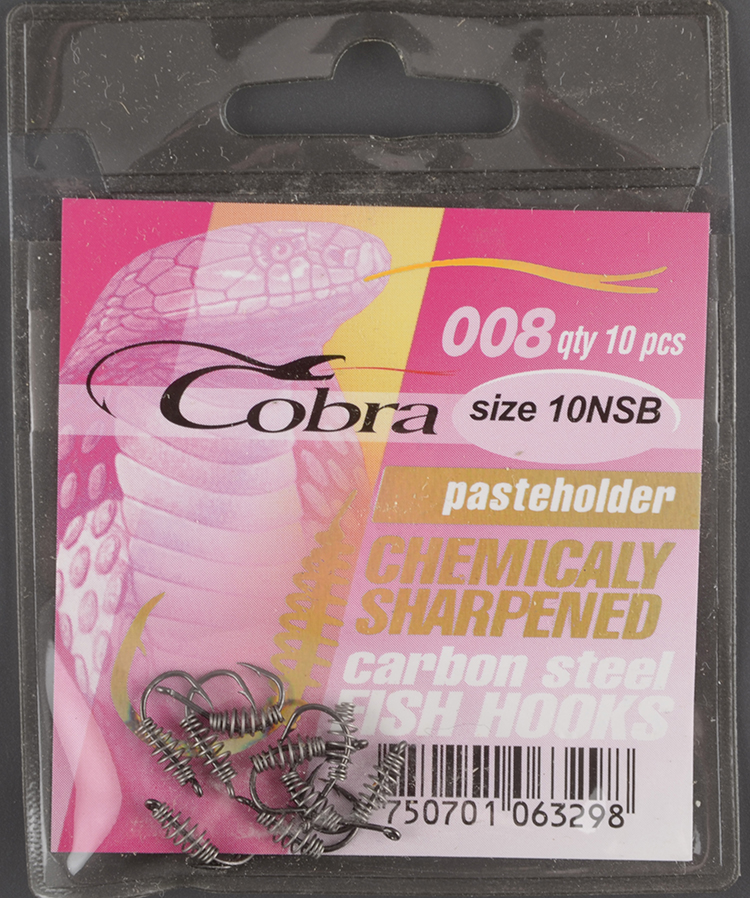 008 qty 10 pcs
Cobra
size 10NSB
pasteholder
CHEMICALY
SHARPENED
carbon steel
FISH HOOKS
750701 063298